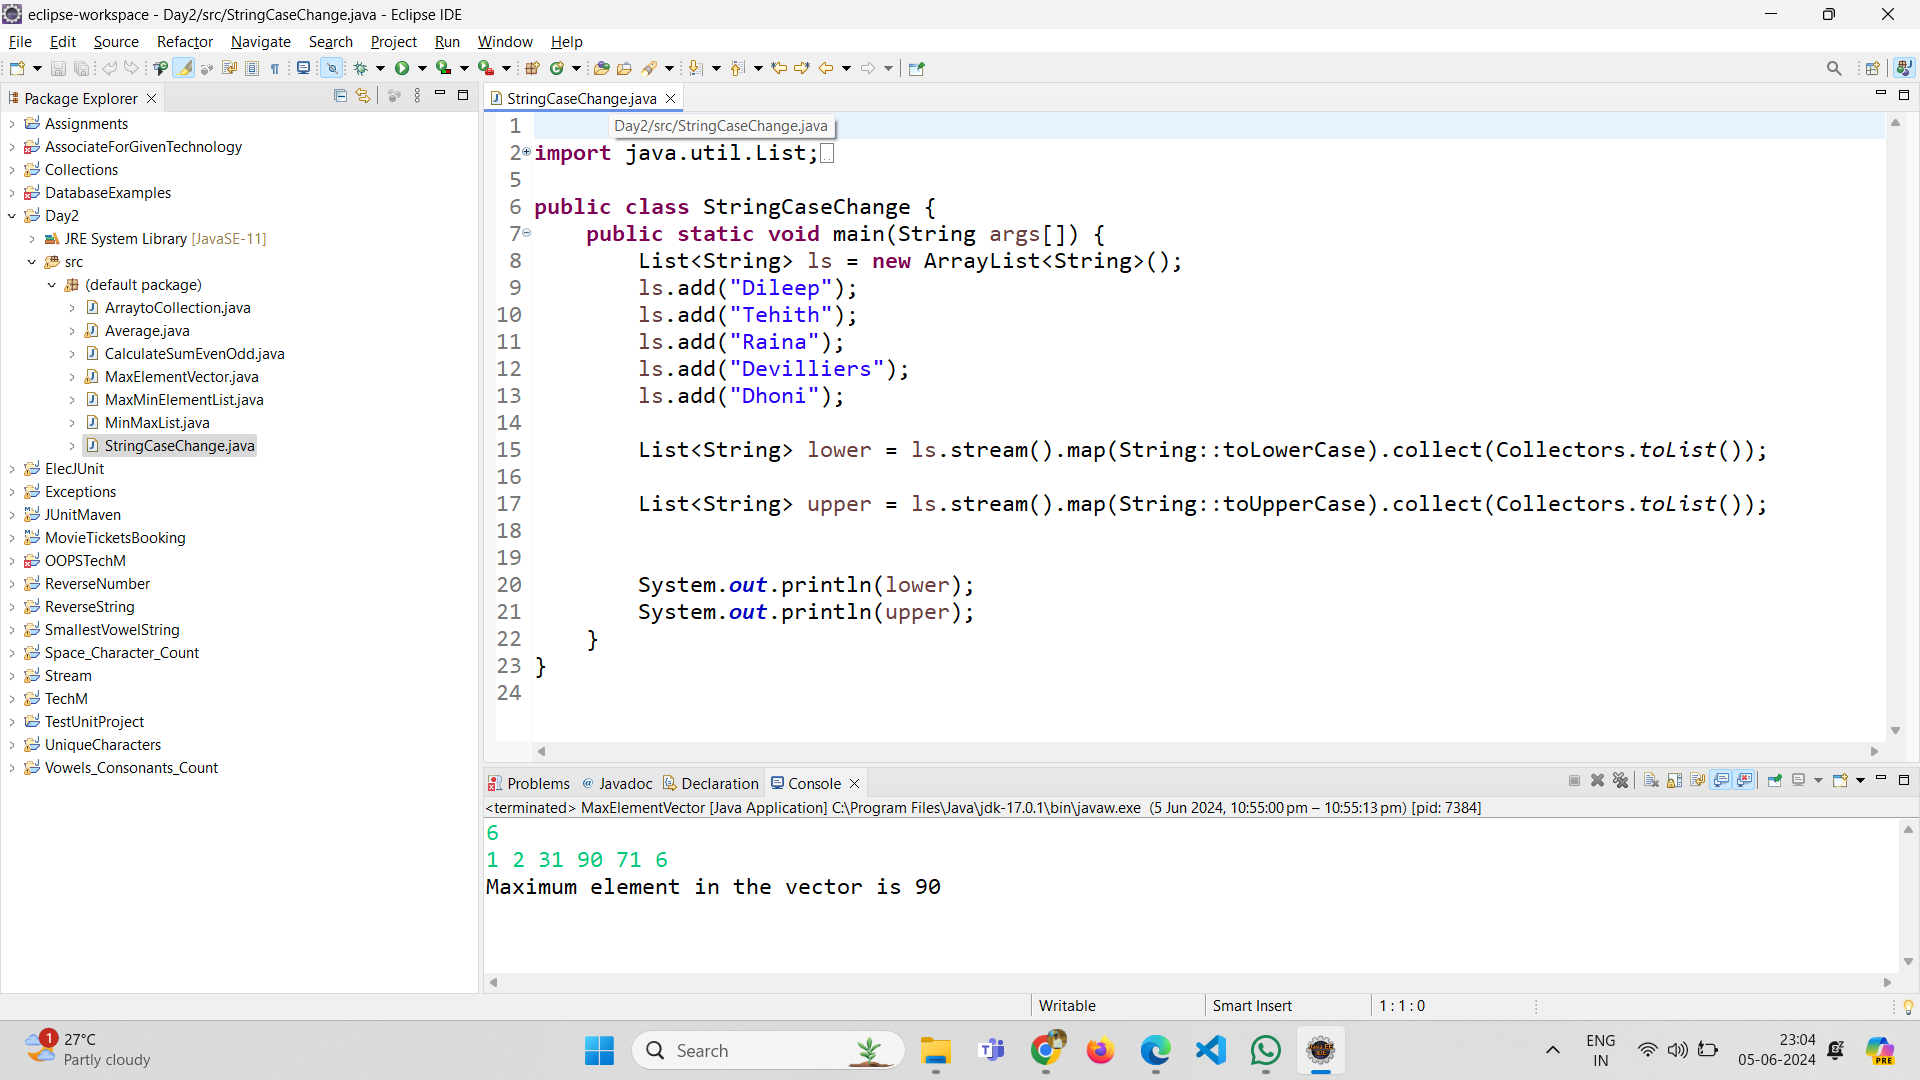 eclipse-workspace - Day2/src/StringCaseChange.java - Eclipse IDE
File Edit Source Refactor Navigate Search Project Run Window Help
Package Explorer
Assignments
AssociateForGivenTechnology
Collections
DatabaseExamples
Day2
JRE System Library [JavaSE-11]
src
(default package)
ArraytoCollection.java
Average.java
CalculateSumEvenOdd.java
MaxElementVector.java
MaxMinElementList.java
MinMaxList.java
StringCaseChange.java
ElecJUnit
Exceptions
JUnitMaven
MovieTicketsBooking
OOPSTechM
ReverseNumber
ReverseString
SmallestVowelString
Space_Character_Count
Stream
TechM
TestUnitProject
UniqueCharacters
Vowels_Consonants_Count
StringCaseChange.java
Day2/src/StringCaseChange.java
1
2 import java.util.List;
5
6 public class StringCaseChange {
7 public static void main(String args[]) {
8 List<String> ls = new ArrayList<String>();
9 ls.add("Dileep");
10 ls.add("Tehith");
11 ls.add("Raina");
12 ls.add("Devilliers");
13 ls.add("Dhoni");
14
15 List<String> lower = ls.stream().map(String::toLowerCase).collect(Collectors.toList());
16
17 List<String> upper = ls.stream().map(String::toUpperCase).collect(Collectors.toList());
18
19
20 System.out.println(lower);
21 System.out.println(upper);
22 }
23 }
24
Problems Javadoc Declaration Console
<terminated> MaxElementVector [Java Application] C:\Program Files\Java\jdk-17.0.1\bin\javaw.exe (5 Jun 2024, 10:55:00 pm – 10:55:13 pm) [pid: 7384]
6
1 2 31 90 71 6
Maximum element in the vector is 90
Writable Smart Insert 1 : 1 : 0
1
27°C
Partly cloudy
Search
ENG
IN
23:04
05-06-2024
PRE